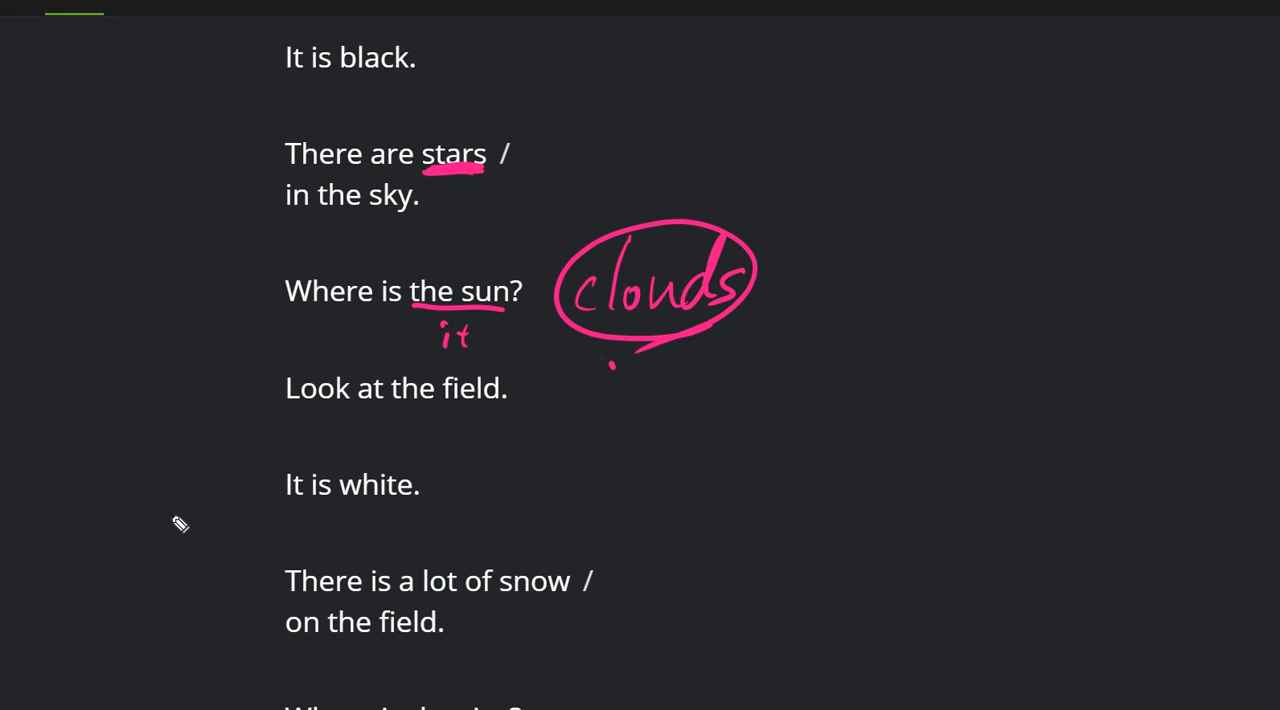 It is black.
There are stars /
in the sky.
Where is the sun?
clouds
it
Look at the field.
It is white.
There is a lot of snow /
on the field.